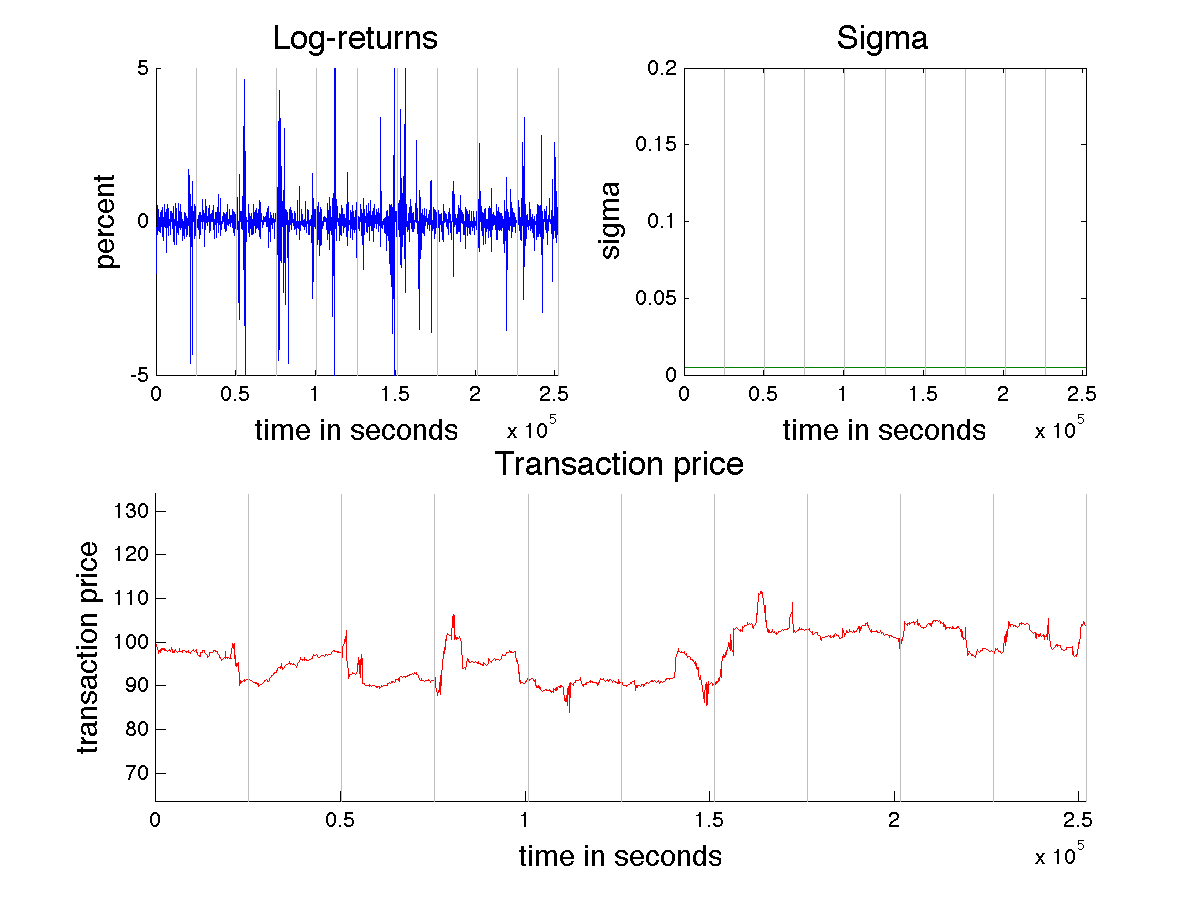 Log-returns
5
0
-5
percent
0 0.5 1 1.5 2 2.5
x 10^5
time in seconds
Sigma
0.2
0.15
0.1
0.05
0
sigma
0 0.5 1 1.5 2 2.5
x 10^5
time in seconds
Transaction price
130
120
110
100
90
80
70
transaction price
0 0.5 1 1.5 2 2.5
x 10^5
time in seconds